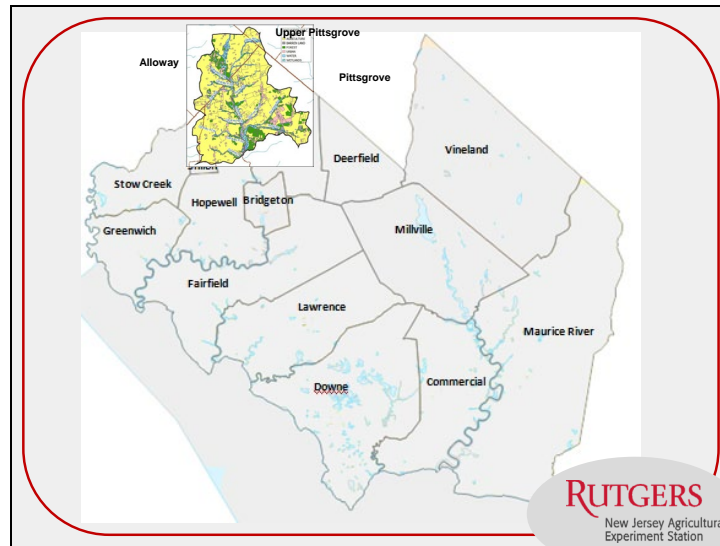 Upper Pittsgrove
Alloway
Pittsgrove
Vineland
Deerfield
Stow Creek
Hopewell
Bridgeton
Greenwich
Millville
Fairfield
Lawrence
Maurice River
Downe
Commercial
RUTGERS
New Jersey Agricultura
Experiment Station